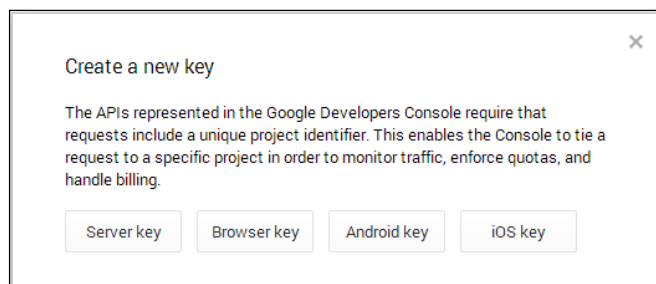 Create a new key
The APIs represented in the Google Developers Console require that
requests include a unique project identifier. This enables the Console to tie a
request to a specific project in order to monitor traffic, enforce quotas, and
handle billing.
Server key Browser key Android key iOS key